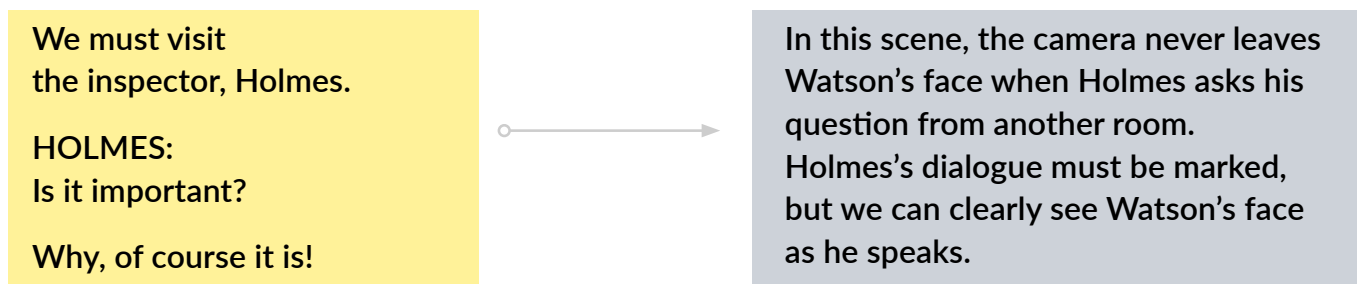 We must visit
the inspector, Holmes.
HOLMES:
Is it important?
Why, of course it is!
In this scene, the camera never leaves
Watson’s face when Holmes asks his
question from another room.
Holmes’s dialogue must be marked,
but we can clearly see Watson’s face
as he speaks.